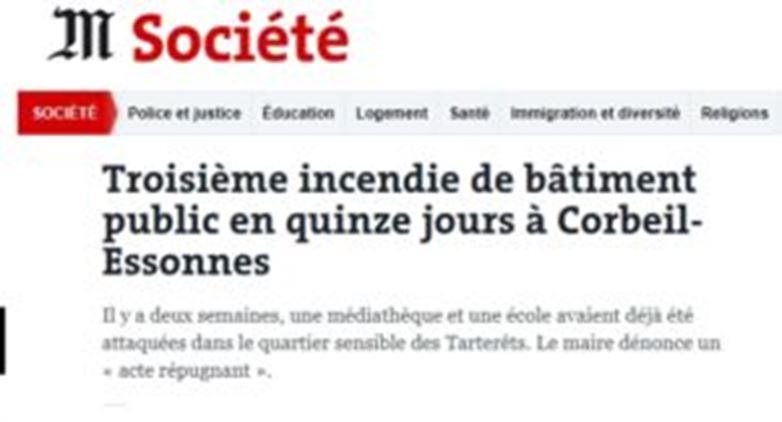 M Société
SOCIÉTÉ Police et justice Éducation Logement Santé Immigration et diversité Religions
Troisième incendie de bâtiment
public en quinze jours à Corbeil-
Essonnes
Il y a deux semaines, une médiathèque et une école avaient déjà été
attaquées dans le quartier sensible des Tarterêts. Le maire dénonce un
« acte répugnant ».